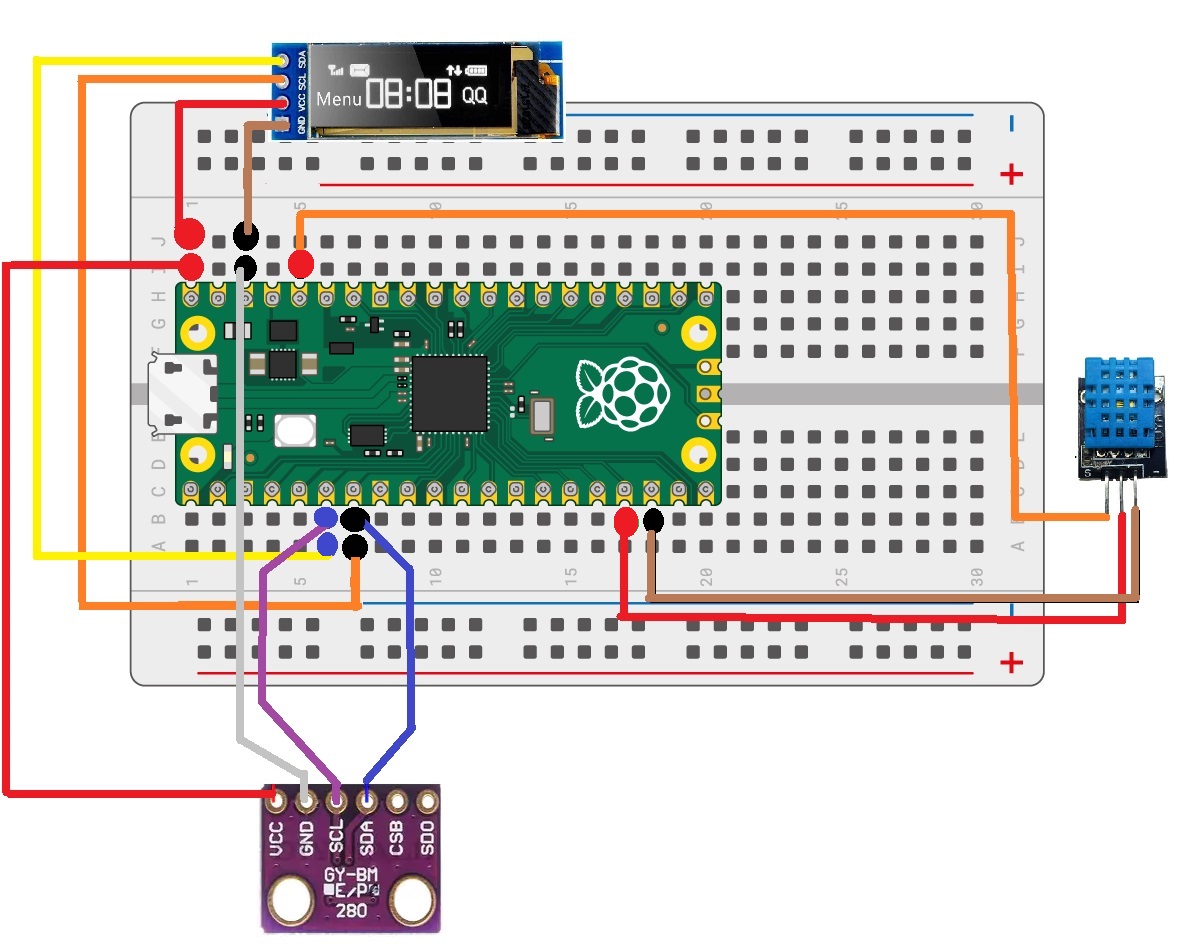 SDA
SCL
VCC
GND
Menu 08:08 QQ
+
1 5 10 15 20 25 30
J J
I I
H H
G G
F F
E E
D D
C C
B B
A A
1 5 10 15 20 25 30
+
S -
VCC GND SCL SDA CSB SDO
GY-BM
E/P
280